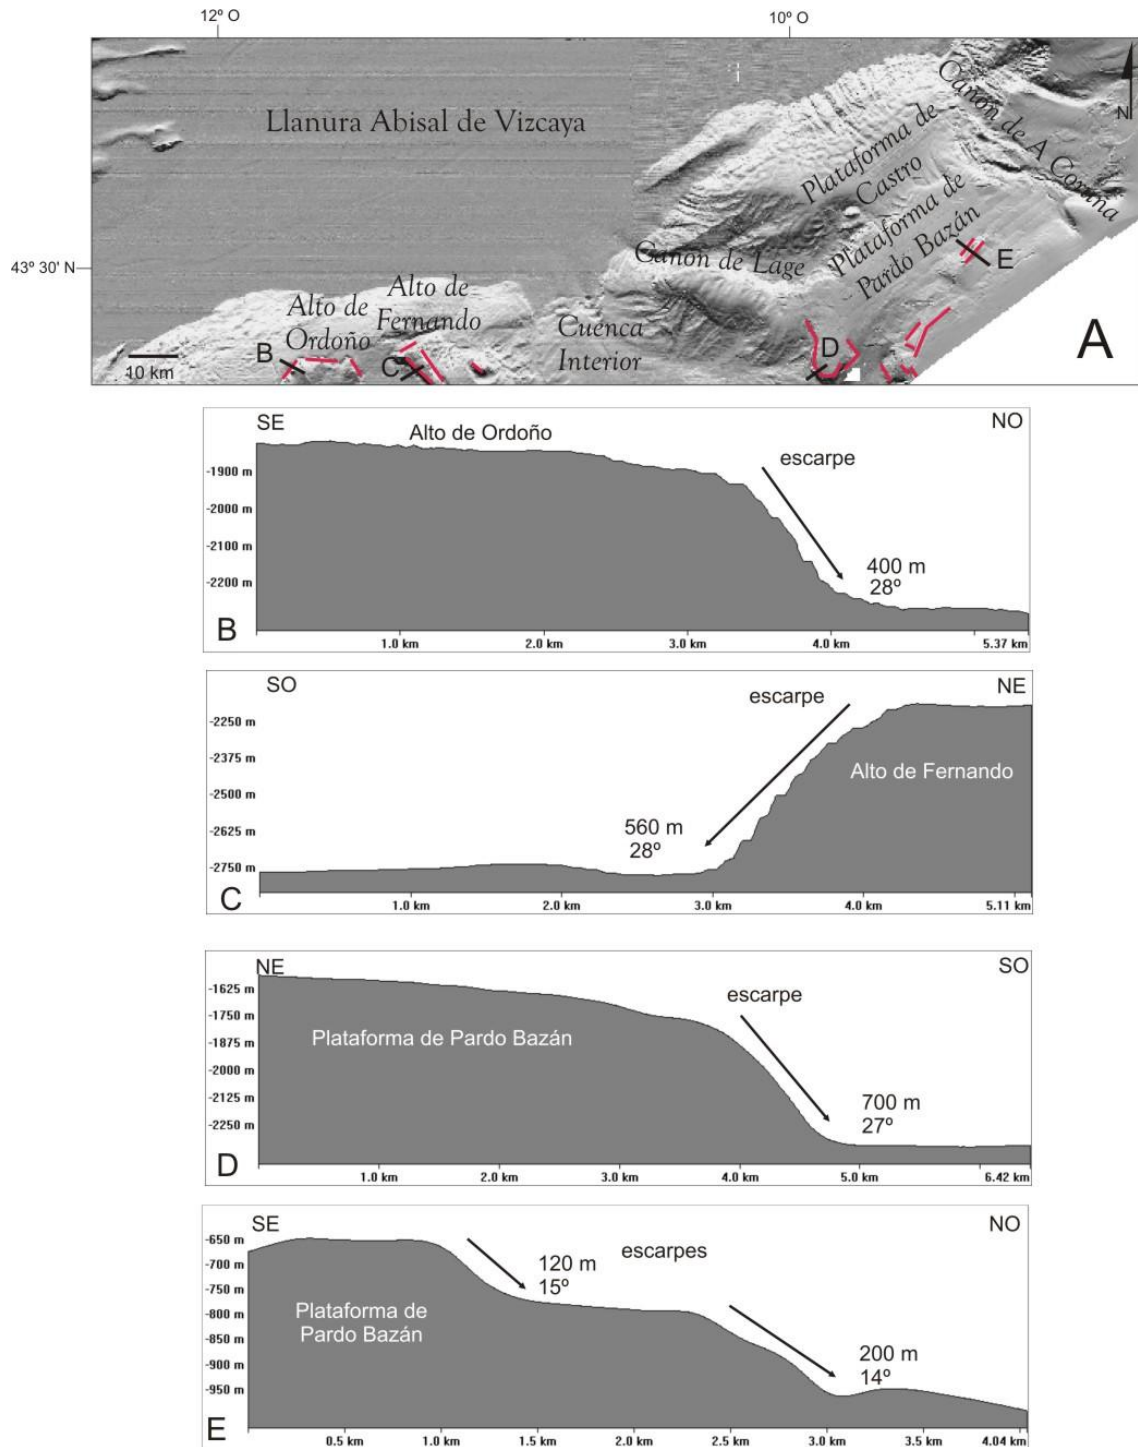 12º O
10º O
Llanura Abisal de Vizcaya
Cañón de A Coruña
N
Plataforma de
Castro
Plataforma de
Pardo Bazán
43º 30' N
Cañón de Lage
E
Alto de
Fernando
Alto de
Ordoño
Cuenca
Interior
A
B
C
D
10 km
SE
NO
Alto de Ordoño
escarpe
-1900 m
-2000 m
-2100 m
-2200 m
400 m
28º
B
1.0 km
2.0 km
3.0 km
4.0 km
5.37 km
SO
NE
escarpe
-2250 m
-2375 m
-2500 m
-2625 m
-2750 m
Alto de Fernando
560 m
28º
C
1.0 km
2.0 km
3.0 km
4.0 km
5.11 km
NE
SO
escarpe
-1625 m
-1750 m
-1875 m
-2000 m
-2125 m
-2250 m
Plataforma de Pardo Bazán
700 m
27º
D
1.0 km
2.0 km
3.0 km
4.0 km
5.0 km
6.42 km
SE
NO
-650 m
-700 m
-750 m
-800 m
-850 m
-900 m
-950 m
120 m
15º
escarpes
Plataforma de
Pardo Bazán
200 m
14º
E
0.5 km
1.0 km
1.5 km
2.0 km
2.5 km
3.0 km
3.5 km
4.04 km